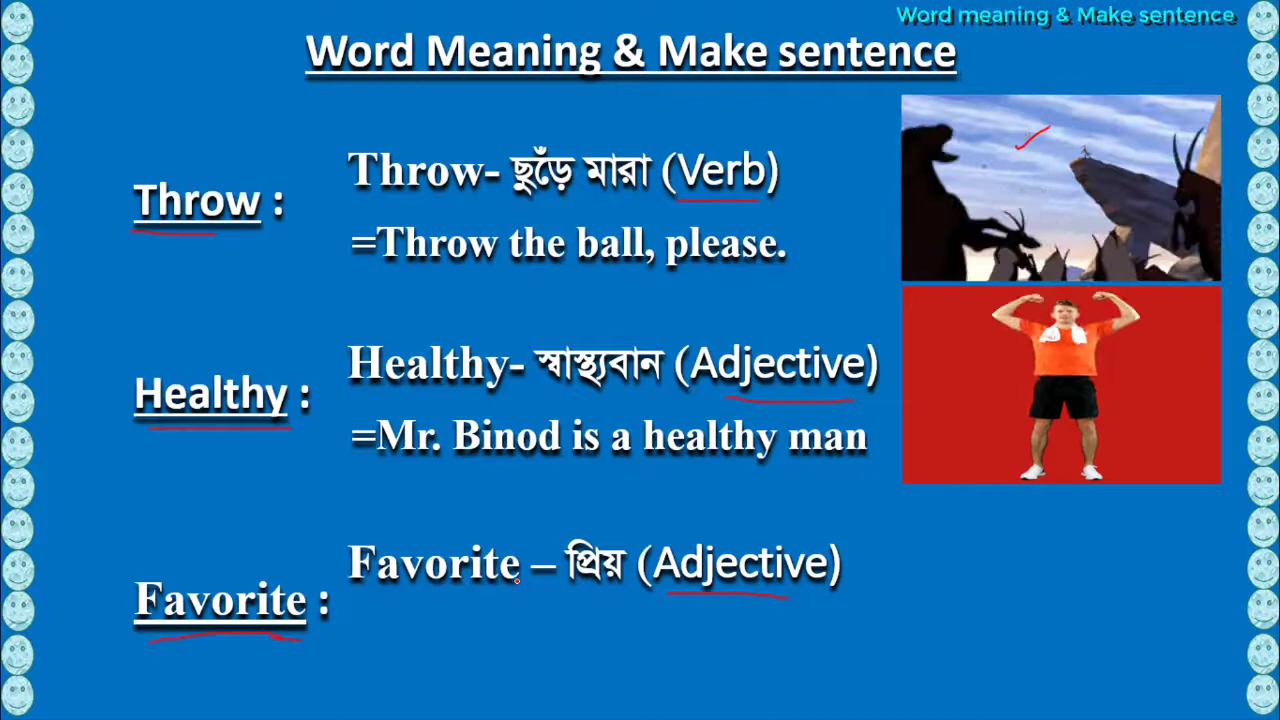 Word meaning & Make sentence
Word Meaning & Make sentence
Throw :
Throw- ছুঁড়ে মারা (Verb)
=Throw the ball, please.
Healthy :
Healthy- স্বাস্থ্যবান (Adjective)
=Mr. Binod is a healthy man
Favorite :
Favorite – প্রিয় (Adjective)